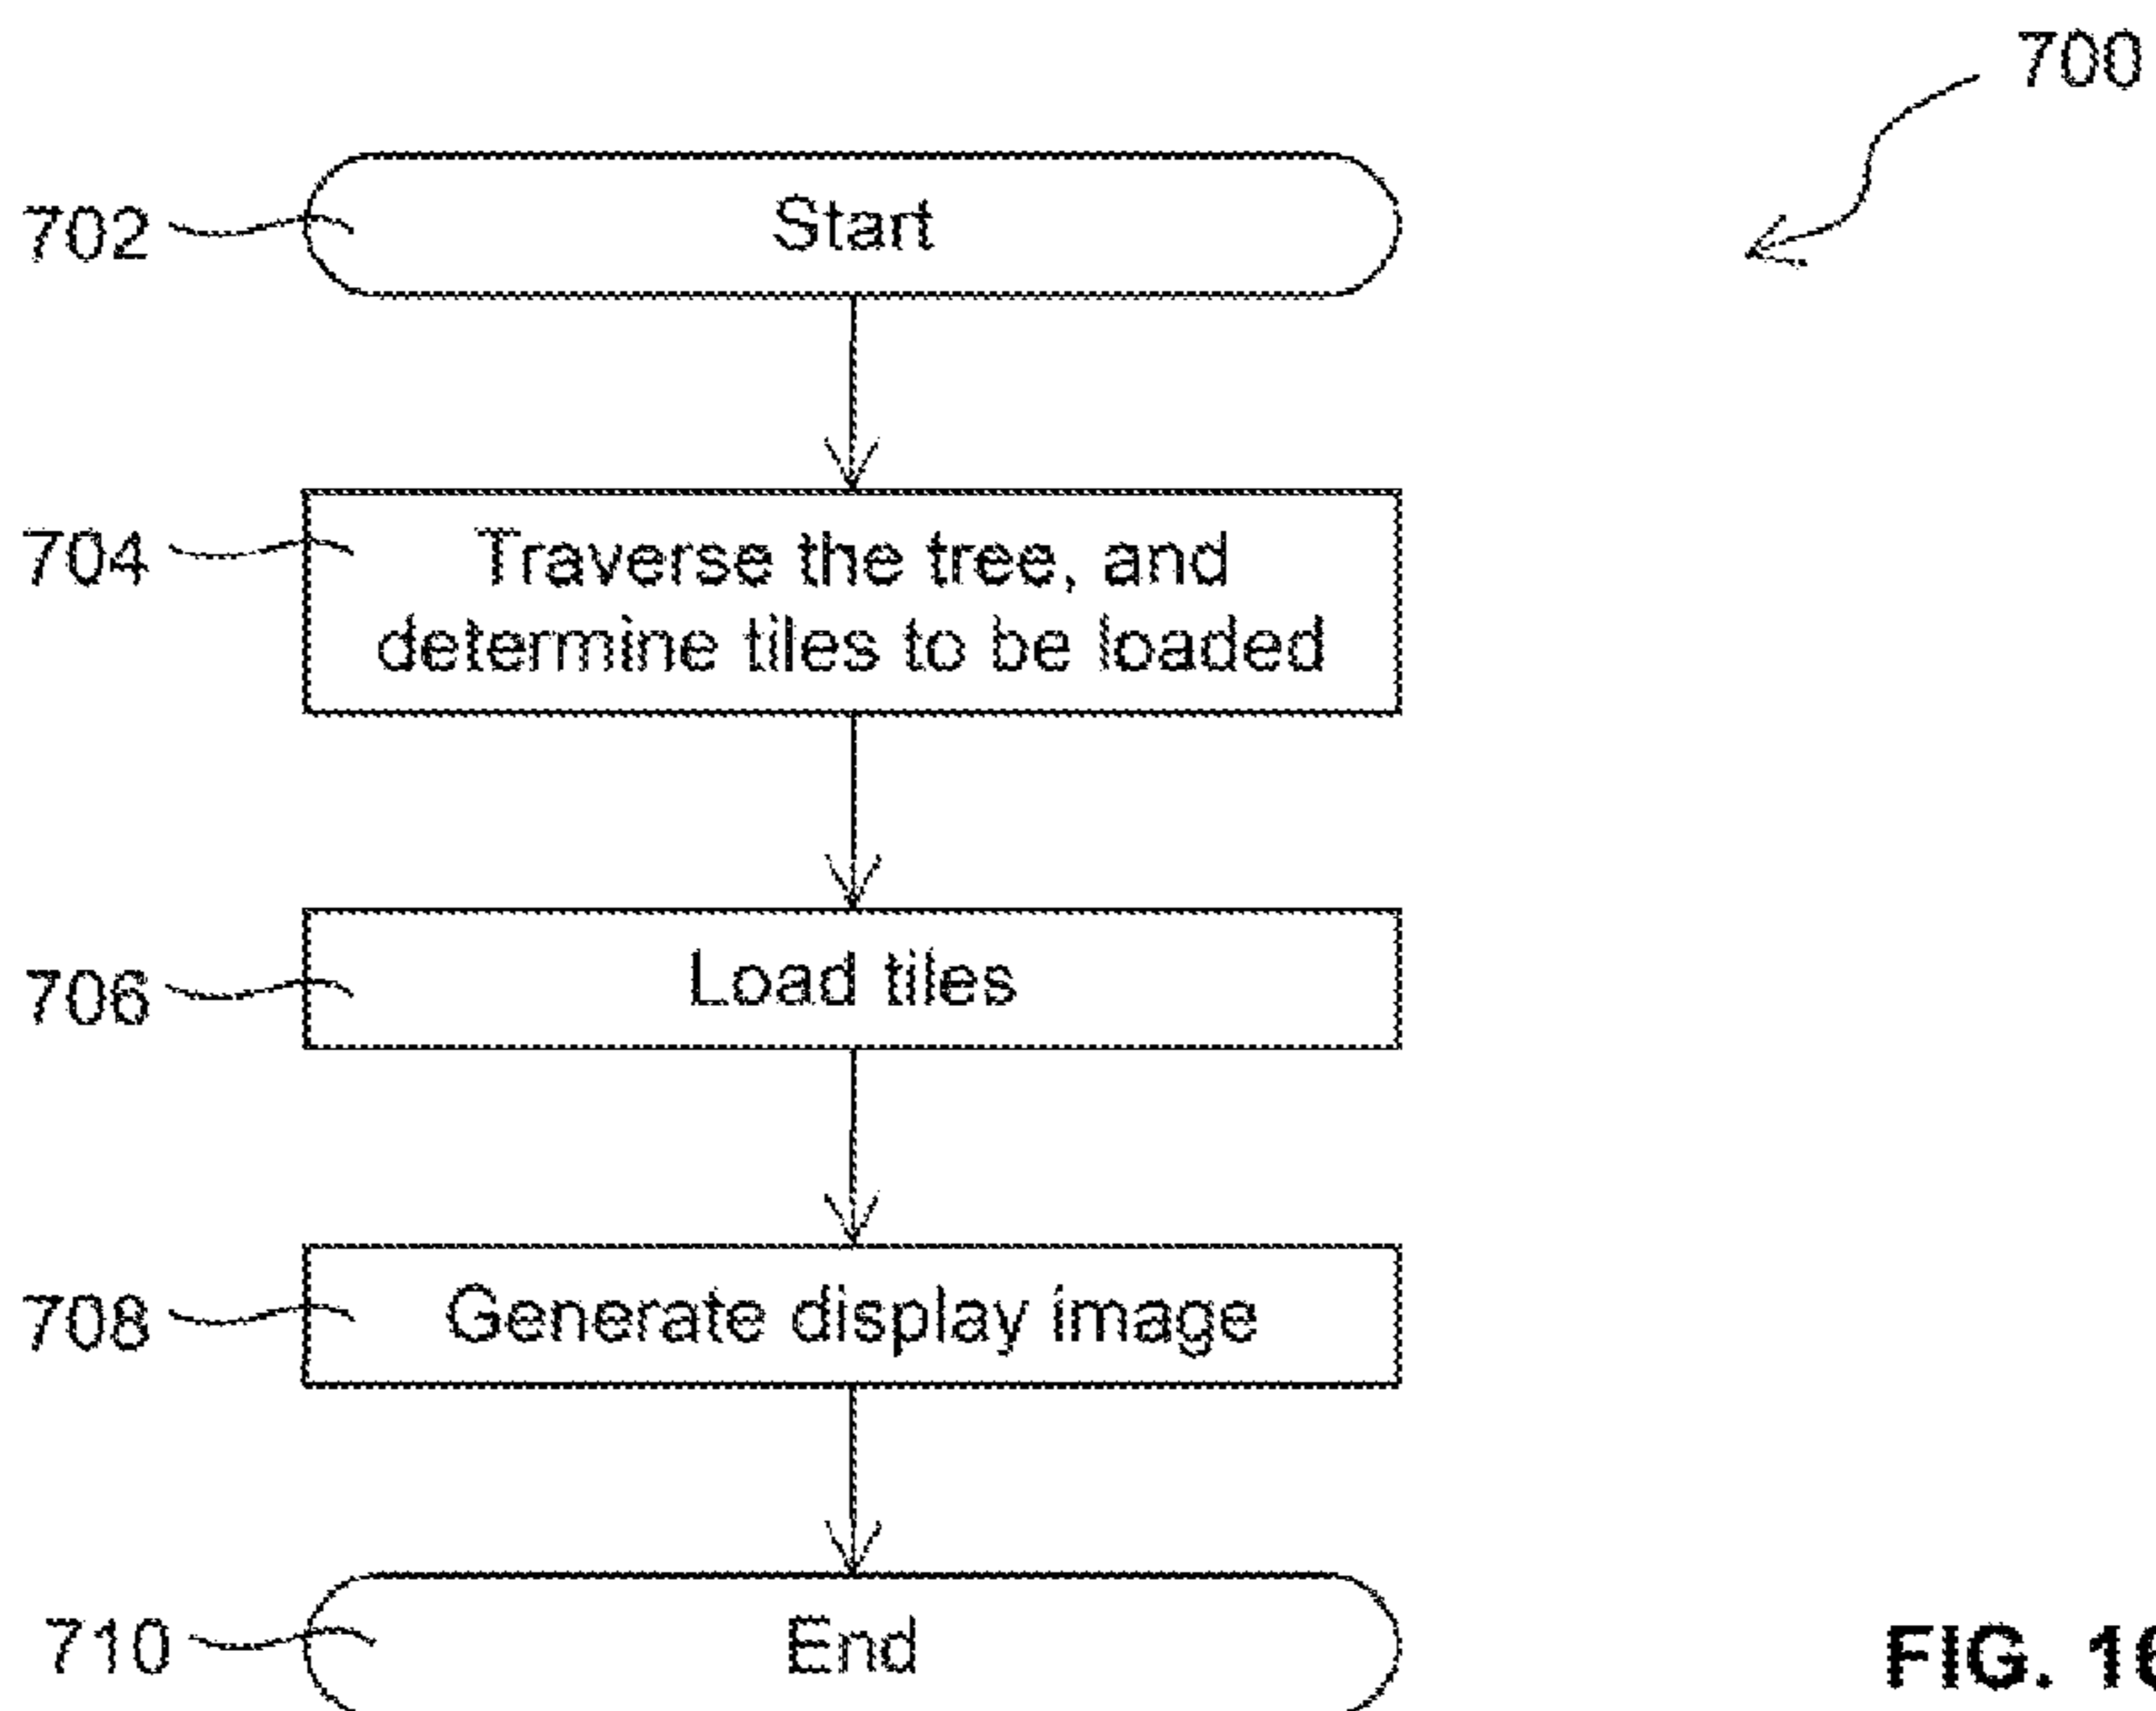 700
702
Start
704
Traverse the tree, and
determine tiles to be loaded
706
Load tiles
708
Generate display image
710
End
FIG.